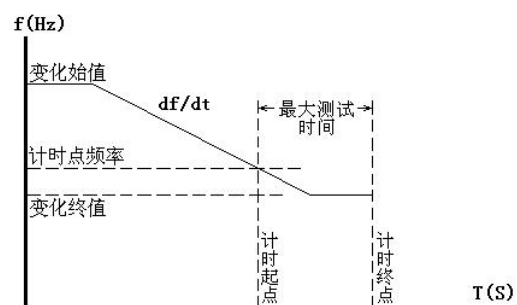 f(Hz)
变化始值
df/dt
最大测试
时间
计时点频率
变化终值
计时起点
计时终点
T(S)